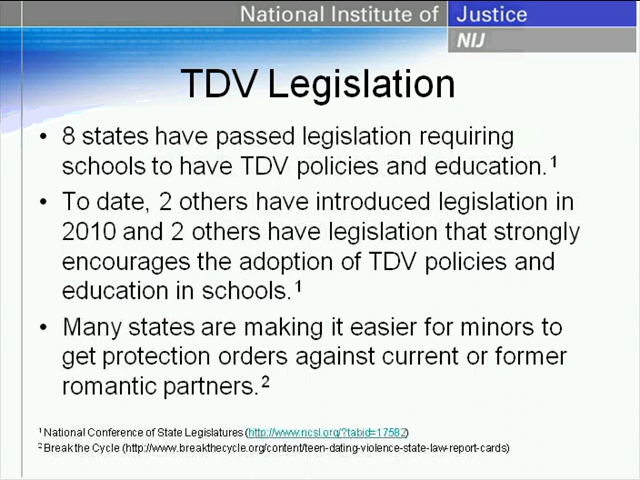 National Institute of Justice
NIJ
TDV Legislation
• 8 states have passed legislation requiring
schools to have TDV policies and education.1
• To date, 2 others have introduced legislation in
2010 and 2 others have legislation that strongly
encourages the adoption of TDV policies and
education in schools.1
• Many states are making it easier for minors to
get protection orders against current or former
romantic partners.2
1 National Conference of State Legislatures (http://www.ncsl.org/?tabid=17582)
2 Break the Cycle (http://www.breakthecycle.org/content/teen-dating-violence-state-law-report-cards)